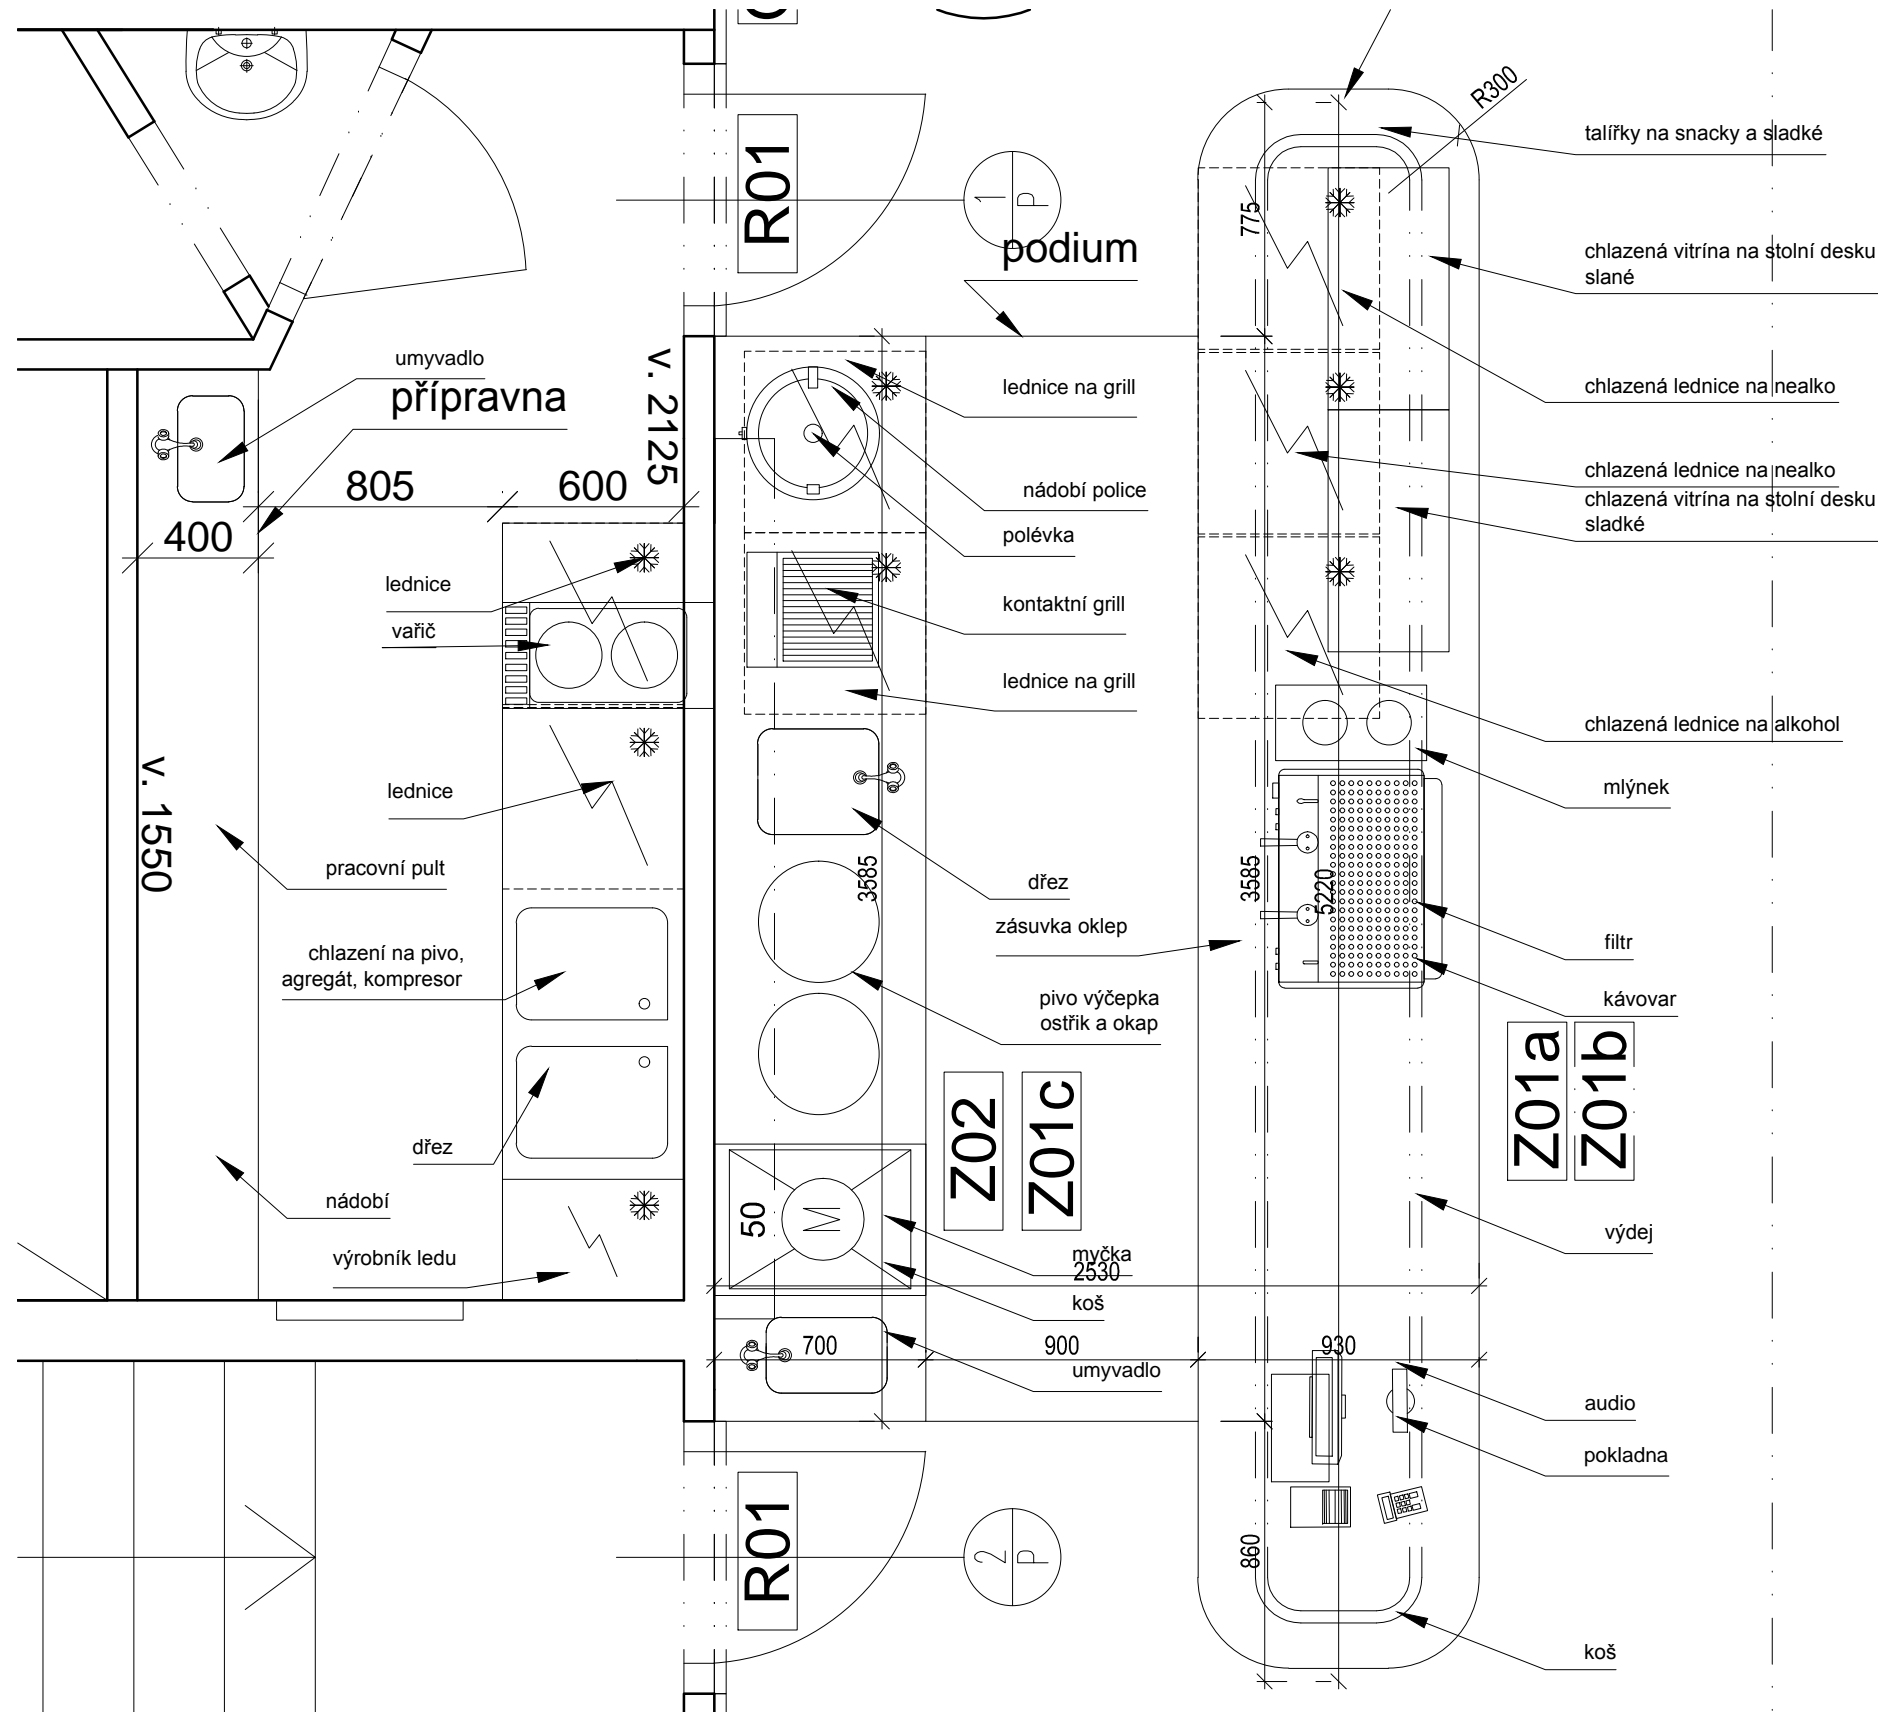 R300
talířky na snacky a sladké
R01
1
P
775
podium
chlazená vitrína na stolní desku
slané
umyvadlo
přípravna
v. 2125
lednice na grill
chlazená lednice na nealko
805
600
400
nádobí police
polévka
chlazená lednice na nealko
chlazená vitrína na stolní desku
sladké
lednice
vařič
kontaktní grill
lednice na grill
chlazená lednice na alkohol
v. 1550
lednice
mlýnek
pracovní pult
3585
dřez
3585
5220
zásuvka oklep
filtr
chlazení na pivo,
agregát, kompresor
pivo výčepka
ostřik a okap
kávovar
Z02
Z01c
Z01a
Z01b
dřez
nádobí
50
M
výdej
výrobník ledu
myčka
2530
koš
700
900
930
umyvadlo
audio
pokladna
R01
2
P
860
koš